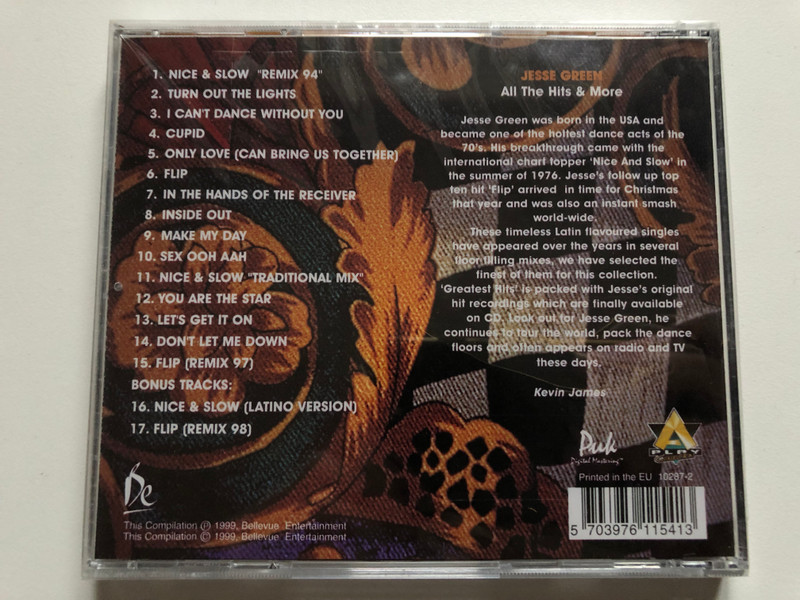 1. NICE & SLOW "REMIX 94"
2. TURN OUT THE LIGHTS
3. I CAN'T DANCE WITHOUT YOU
4. CUPID
5. ONLY LOVE (CAN BRING US TOGETHER)
6. FLIP
7. IN THE HANDS OF THE RECEIVER
8. INSIDE OUT
9. MAKE MY DAY
10. SEX OOH AAH
11. NICE & SLOW "TRADITIONAL MIX"
12. YOU ARE THE STAR
13. LET'S GET IT ON
14. DON'T LET ME DOWN
15. FLIP (REMIX 97)
BONUS TRACKS:
16. NICE & SLOW (LATINO VERSION)
17. FLIP (REMIX 98)
Be
This Compilation ℗ 1999, Bellevue Entertainment
This Compilation © 1999, Bellevue Entertainment
JESSE GREEN
All The Hits & More
Jesse Green was born in the USA and
became one of the hottest dance acts of the
70's. His breakthrough came with the
international chart topper 'Nice And Slow' in
the summer of 1976. Jesse's follow up top
ten hit 'Flip' arrived in time for Christmas
that year and was also an instant smash
world-wide.
These timeless Latin flavoured singles
have appeared over the years in several
floor filling mixes, we have selected the
finest of them for this collection.
'Greatest Hits' is packed with Jesse's original
hit recordings which are finally available
on CD. Look out for Jesse Green, he
continues to tour the world, pack the dance
floors and often appears on radio and TV
these days.
Kevin James
Puk
Digital Mastering™
A
PLAY
Printed in the EU 10287-2
5 703976 115413